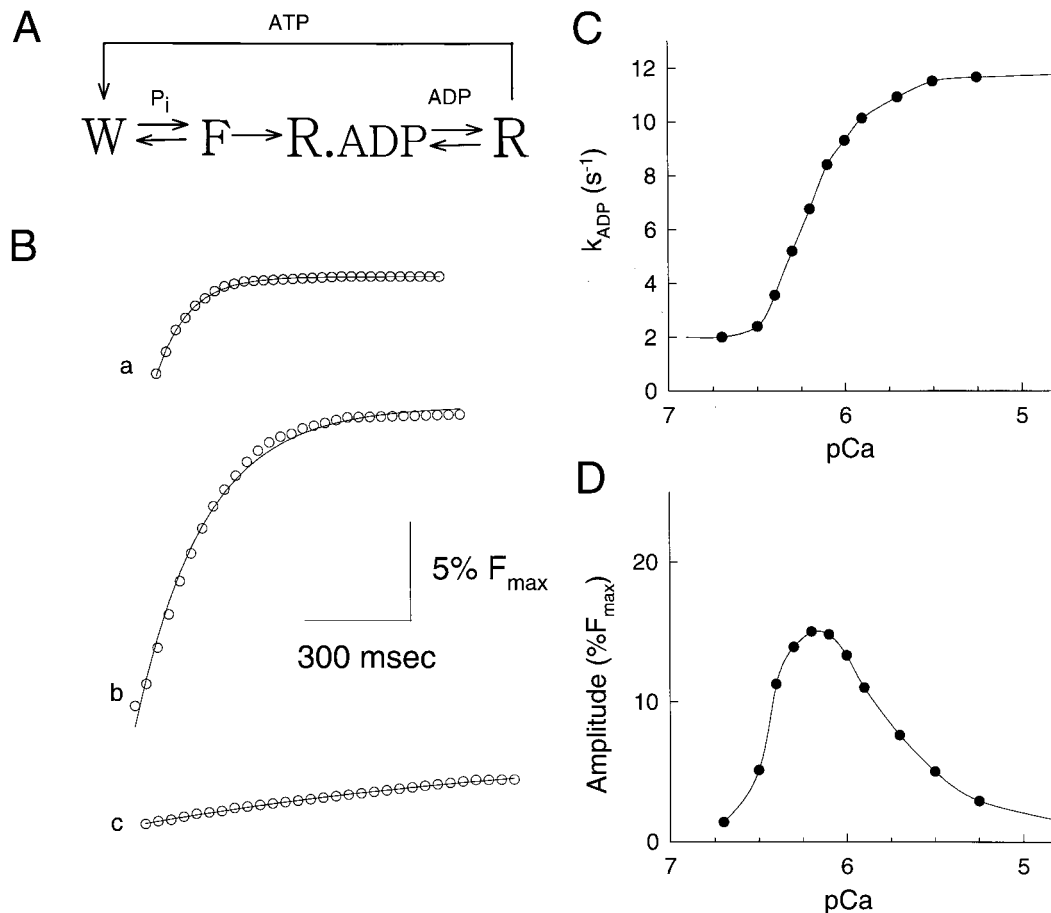 A
ATP
Pi
ADP
W F R.ADP R
B
a
b
c
5% Fmax
300 msec
C
12
10
8
6
4
2
0
kADP (s-1)
7 6 5
pCa
D
20
10
0
Amplitude (%Fmax)
7 6 5
pCa